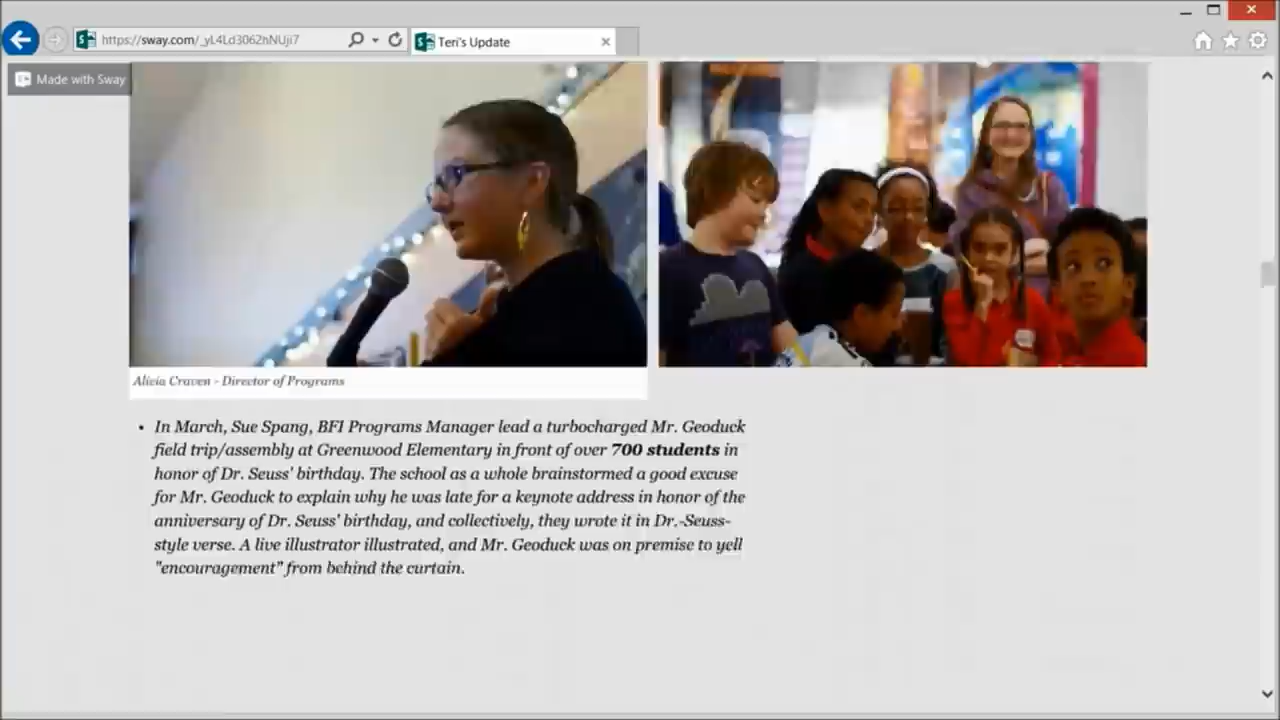 https://sway.com/_yL4Ld3062hNUji7
Teri's Update
Made with Sway
Alicia Craven - Director of Programs
• In March, Sue Spang, BFI Programs Manager lead a turbocharged Mr. Geoduck
field trip/assembly at Greenwood Elementary in front of over 700 students in
honor of Dr. Seuss' birthday. The school as a whole brainstormed a good excuse
for Mr. Geoduck to explain why he was late for a keynote address in honor of the
anniversary of Dr. Seuss' birthday, and collectively, they wrote it in Dr.-Seuss-
style verse. A live illustrator illustrated, and Mr. Geoduck was on premise to yell
"encouragement" from behind the curtain.